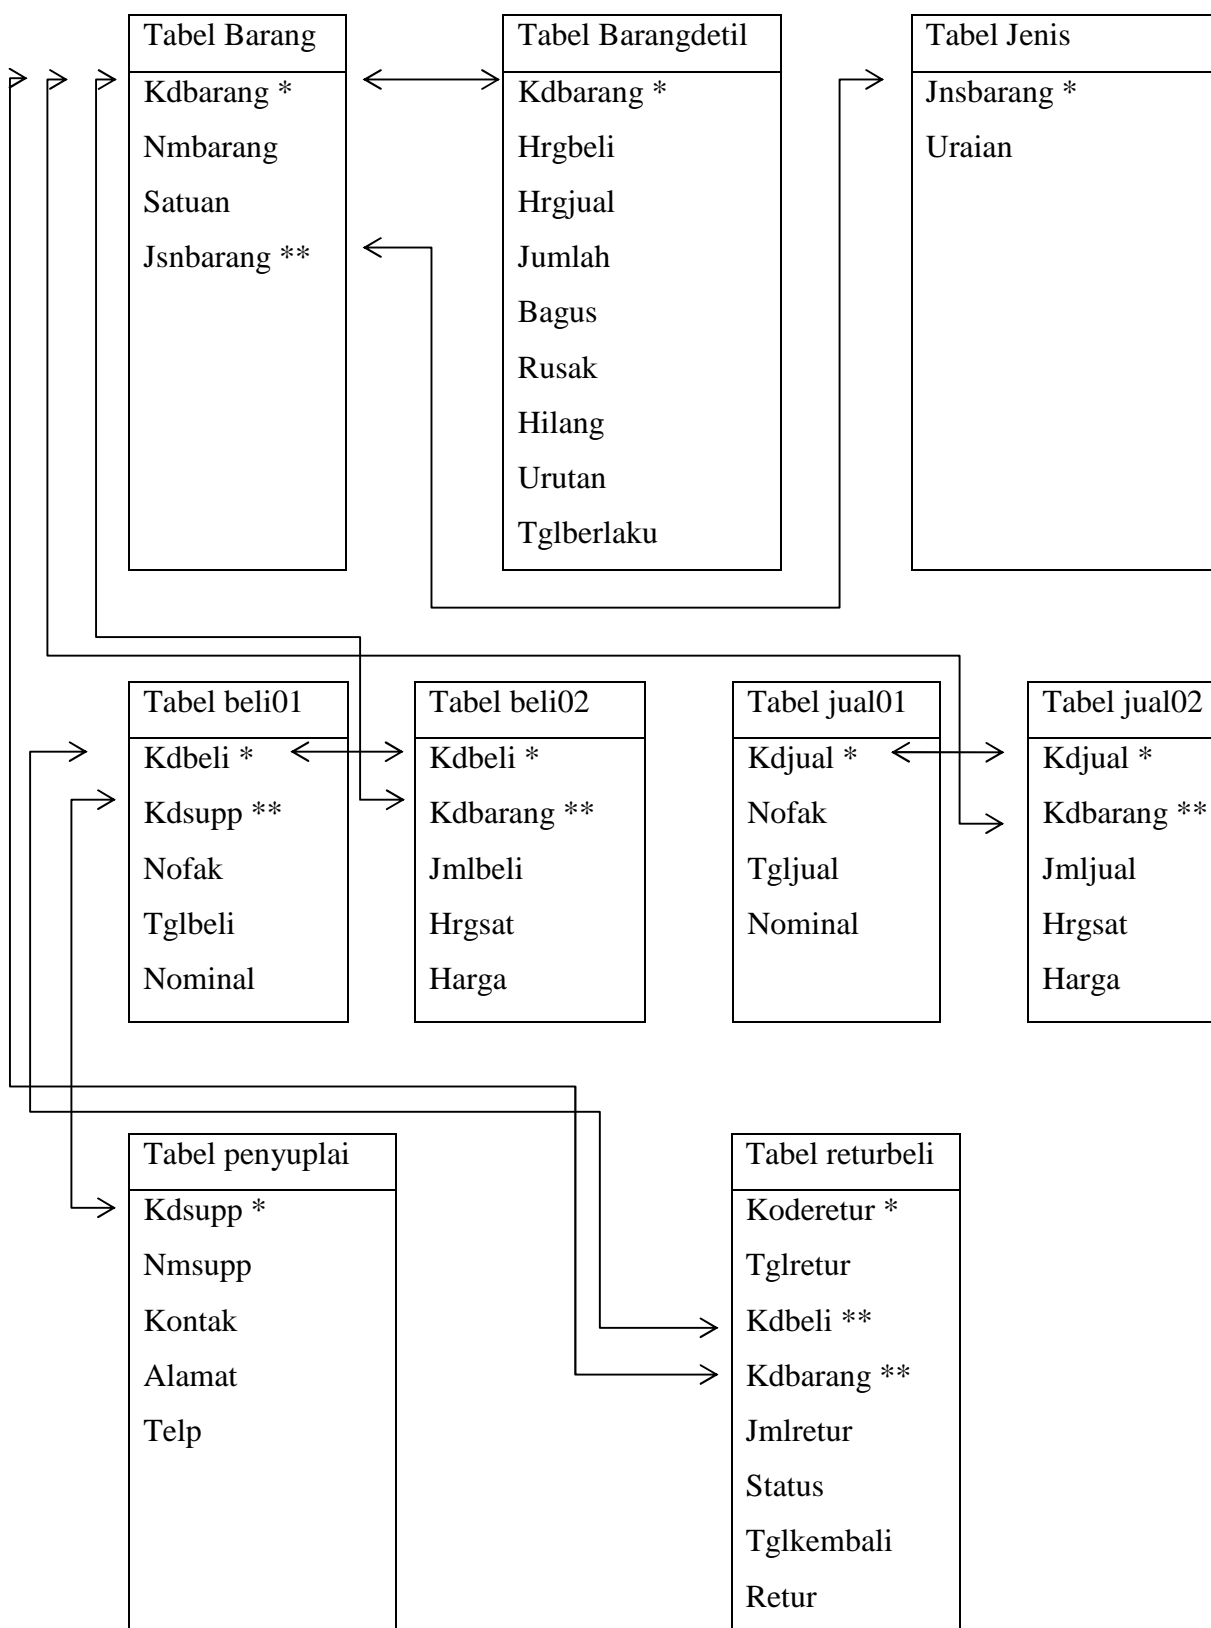 Tabel Barang
Kdbarang *
Nmbarang
Satuan
Jsnbarang **
Tabel Barangdetil
Kdbarang *
Hrgbeli
Hrgjual
Jumlah
Bagus
Rusak
Hilang
Urutan
Tglberlaku
Tabel Jenis
Jnsbarang *
Uraian
Tabel beli01
Kdbeli *
Kdsupp **
Nofak
Tglbeli
Nominal
Tabel beli02
Kdbeli *
Kdbarang **
Jmlbeli
Hrgsat
Harga
Tabel jual01
Kdjual *
Nofak
Tgljual
Nominal
Tabel jual02
Kdjual *
Kdbarang **
Jmljual
Hrgsat
Harga
Tabel penyuplai
Kdsupp *
Nmsupp
Kontak
Alamat
Telp
Tabel returbeli
Koderetur *
Tglretur
Kdbeli **
Kdbarang **
Jmlretur
Status
Tglkembali
Retur